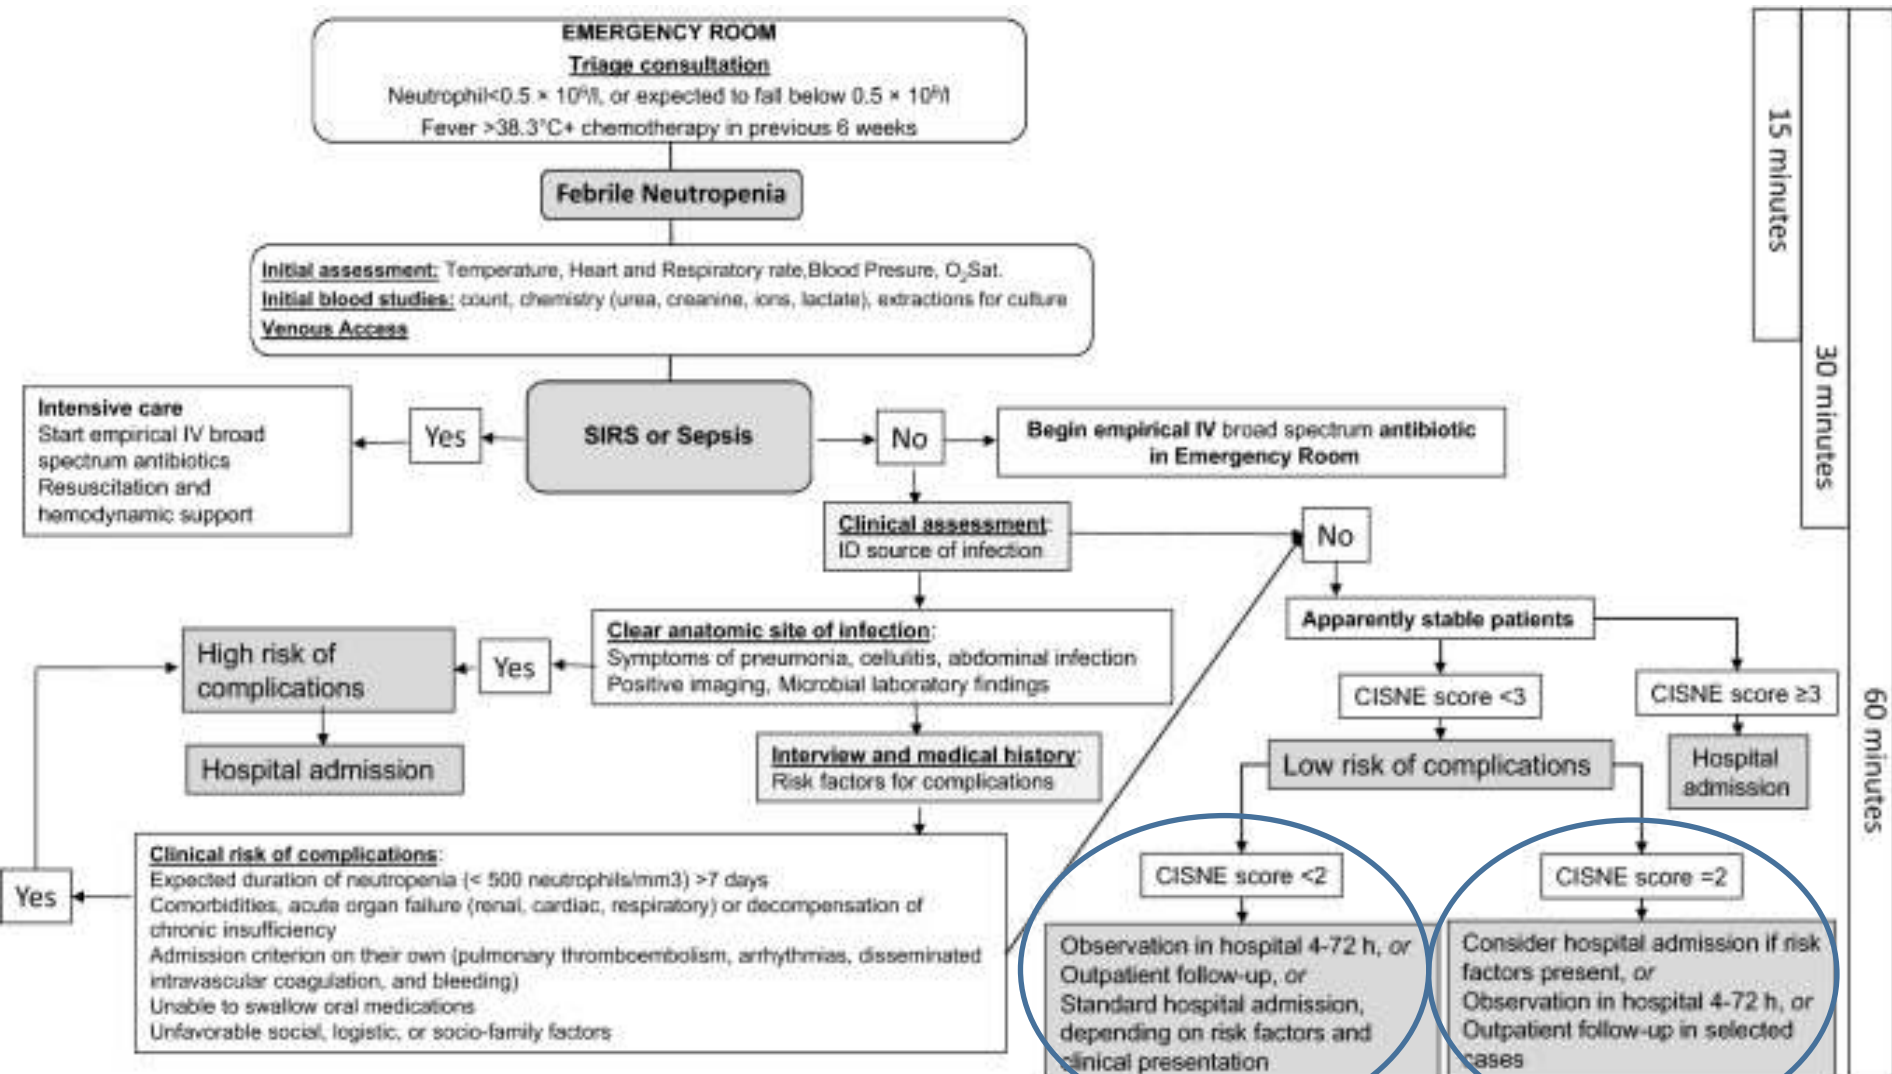 EMERGENCY ROOM
Triage consultation
Neutrophil<0.5 × 10⁹/l, or expected to fall below 0.5 × 10⁹/l
Fever >38.3°C+ chemotherapy in previous 6 weeks
Febrile Neutropenia
Initial assessment: Temperature, Heart and Respiratory rate,Blood Presure, O₂Sat.
Initial blood studies: count, chemistry (urea, creanine, ions, lactate), extractions for culture
Venous Access
SIRS or Sepsis
Yes
Intensive care
Start empirical IV broad
spectrum antibiotics
Resuscitation and
hemodynamic support
No
Begin empirical IV broad spectrum antibiotic
in Emergency Room
Clinical assessment:
ID source of infection
No
Clear anatomic site of infection:
Symptoms of pneumonia, cellulitis, abdominal infection
Positive imaging, Microbial laboratory findings
Yes
High risk of
complications
Hospital admission
Interview and medical history:
Risk factors for complications
Clinical risk of complications:
Expected duration of neutropenia (< 500 neutrophils/mm3) >7 days
Comorbidities, acute organ failure (renal, cardiac, respiratory) or decompensation of
chronic insufficiency
Admission criterion on their own (pulmonary thromboembolism, arrhythmias, disseminated
intravascular coagulation, and bleeding)
Unable to swallow oral medications
Unfavorable social, logistic, or socio-family factors
Yes
Apparently stable patients
CISNE score <3
CISNE score ≥3
Low risk of complications
Hospital
admission
CISNE score <2
CISNE score =2
Observation in hospital 4-72 h, or
Outpatient follow-up, or
Standard hospital admission,
depending on risk factors and
clinical presentation
Consider hospital admission if risk
factors present, or
Observation in hospital 4-72 h, or
Outpatient follow-up in selected
cases
15 minutes
30 minutes
60 minutes